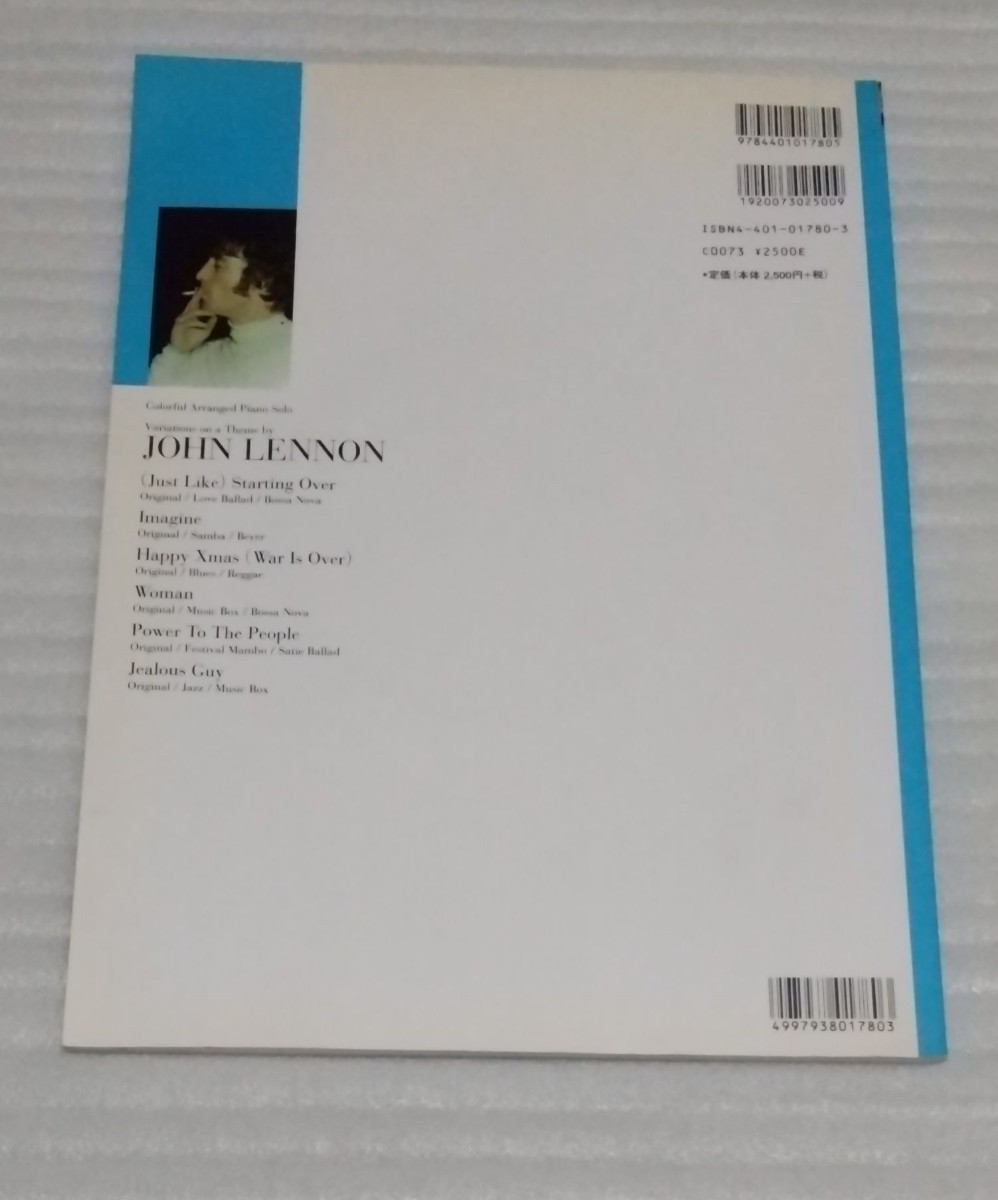 9784401017805
1920073025009
ISBN4-401-01780-3
C0073 ¥2500E
•定価(本体 2,500円+税)
Colorful Arranged Piano Solo
Variations on a Theme by
JOHN LENNON
(Just Like) Starting Over
Original / Love Ballad / Bossa Nova
Imagine
Original / Samba / Beyer
Happy Xmas (War Is Over)
Original / Blues / Reggae
Woman
Original / Music Box / Bossa Nova
Power To The People
Original / Festival Mambo / Satie Ballad
Jealous Guy
Original / Jazz / Music Box
4997938017803